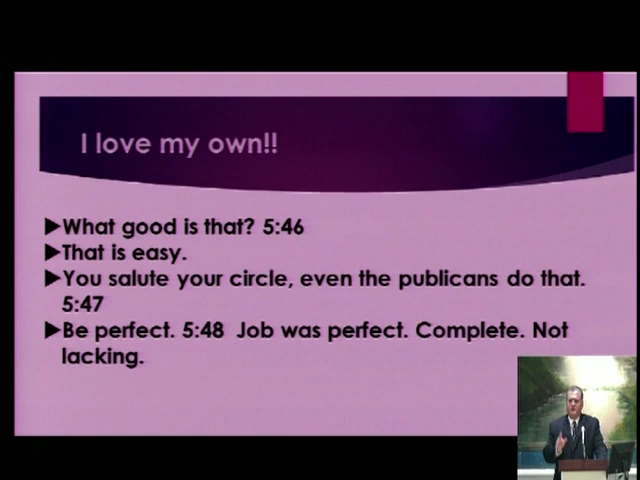 I love my own!!
▶What good is that? 5:46
▶That is easy.
▶You salute your circle, even the publicans do that.
5:47
▶Be perfect. 5:48 Job was perfect. Complete. Not
lacking.